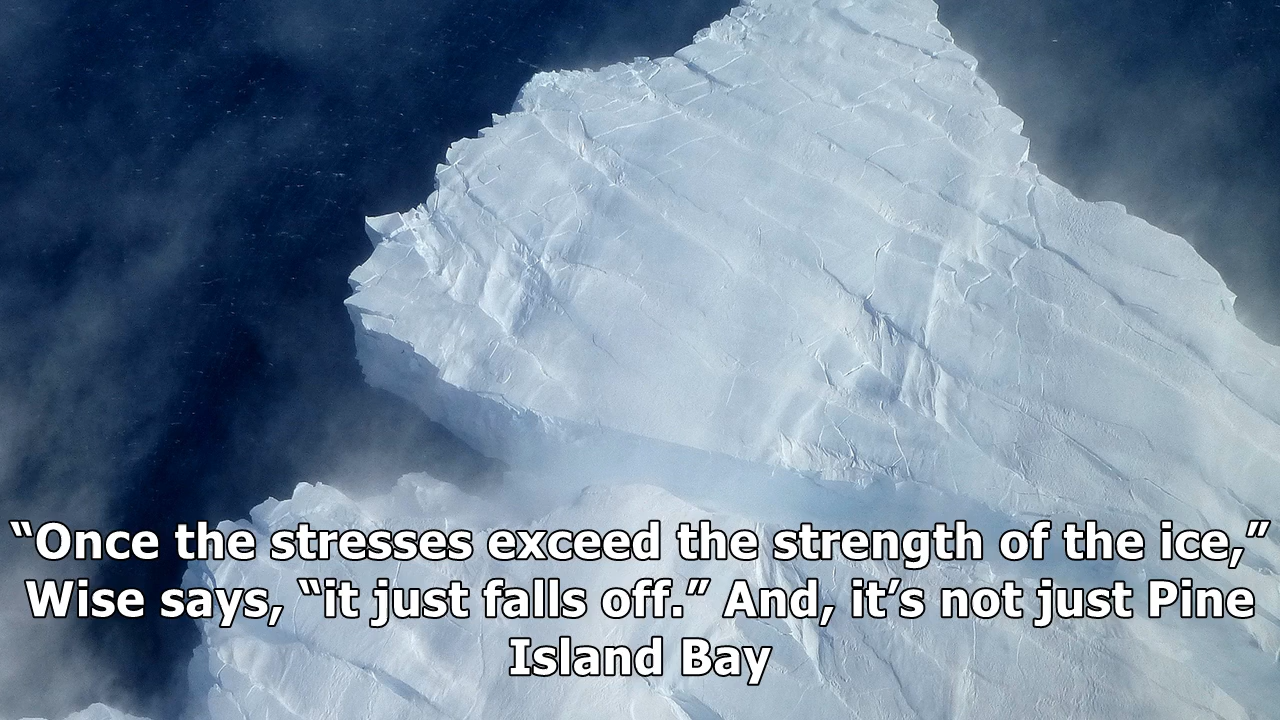 “Once the stresses exceed the strength of the ice,”
Wise says, “it just falls off.” And, it’s not just Pine
Island Bay